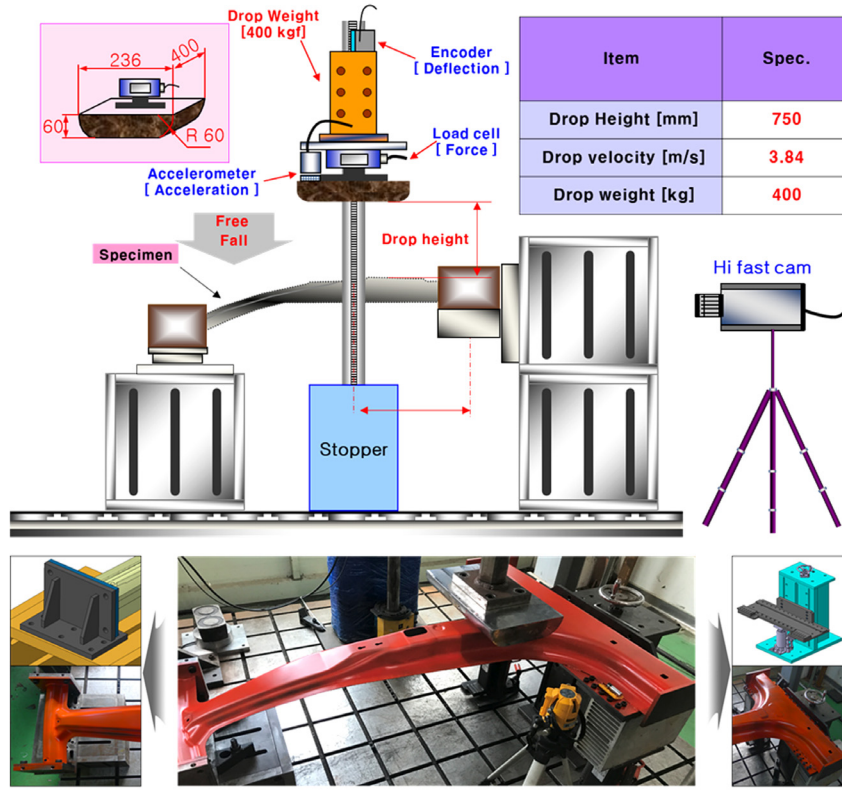 Drop Weight
[400 kgf]
Encoder
[ Deflection ]
236
400
60
R 60
Load cell
[ Force ]
Accelerometer
[ Acceleration ]
Item
Spec.
Drop Height [mm]
750
Drop velocity [m/s]
3.84
Drop weight [kg]
400
Free
Fall
Drop height
Specimen
Hi fast cam
Stopper